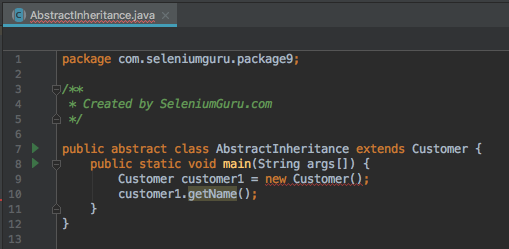 AbstractInheritance.java
1 package com.seleniumguru.package9;
2
3 /**
4 * Created by SeleniumGuru.com
5 */
6
7 public abstract class AbstractInheritance extends Customer {
8 public static void main(String args[]) {
9 Customer customer1 = new Customer();
10 customer1.getName();
11 }
12 }
13